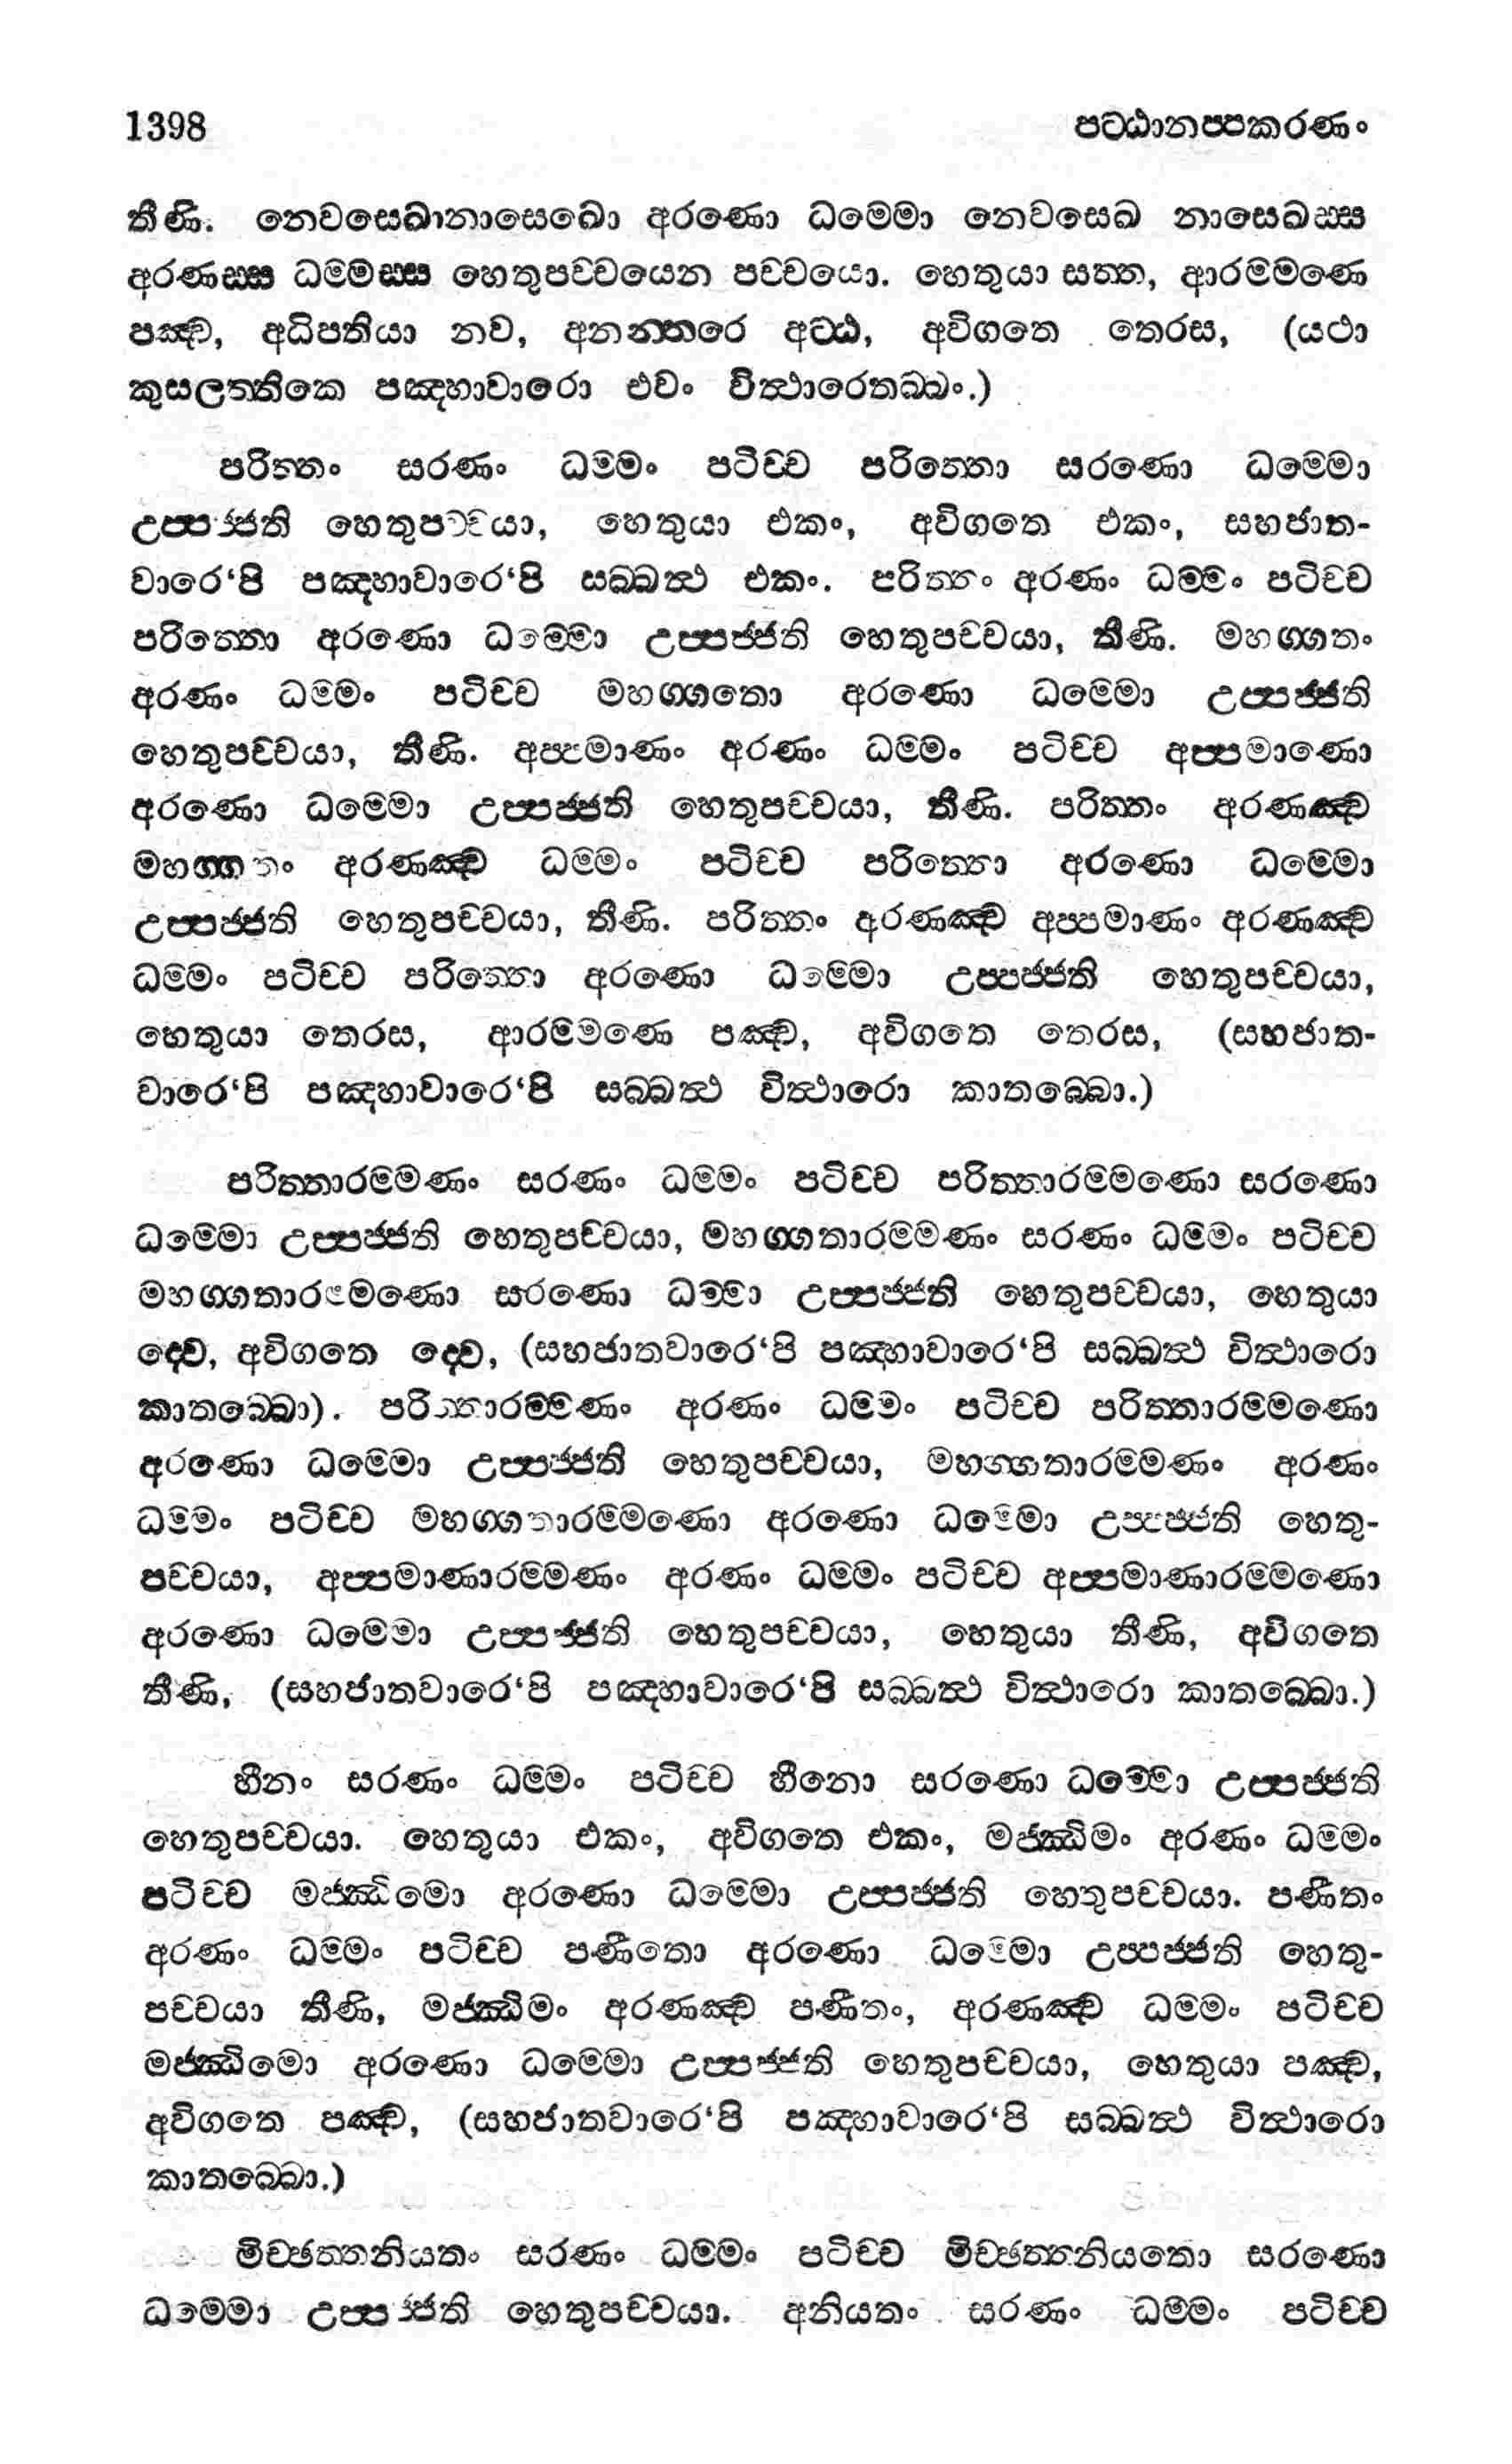 1398 පට්ඨානප්පකරණං
තීණි. නෙවසෙඛානාසෙඛො අරණො ධම්මො නෙවසෙඛ නාසෙඛස්ස
අරණස්ස ධම්මස්ස හෙතුපච්චයෙන පච්චයො. හෙතුයා සත්ත, ආරම්මණෙ
පඤ්ච, අධිපතියා නව, අනන්තරෙ අට්ඨ, අවිගතෙ තෙරස, (යථා
කුසලත්තිකෙ පඤ්හාවාරො එවං විත්ථාරෙතබ්බං.)
පරිත්තං සරණං ධම්මං පටිච්ච පරිත්තො සරණො ධම්මො
උප්පජ්ජති හෙතුපච්චයා, හෙතුයා එකං, අවිගතෙ එකං, සහජාත-
වාරෙ‘පි පඤ්හාවාරෙ‘පි සබ්බත්ථ එකං. පරිත්තං අරණං ධම්මං පටිච්ච
පරිත්තො අරණො ධම්මො උප්පජ්ජති හෙතුපච්චයා, තීණි. මහග්ගතං
අරණං ධම්මං පටිච්ච මහග්ගතො අරණො ධම්මො උප්පජ්ජති
හෙතුපච්චයා, තීණි. අප්පමාණං අරණං ධම්මං පටිච්ච අප්පමාණො
අරණො ධම්මො උප්පජ්ජති හෙතුපච්චයා, තීණි. පරිත්තං අරණඤ්ච
මහග්ගතං අරණඤ්ච ධම්මං පටිච්ච පරිත්තො අරණො ධම්මො
උප්පජ්ජති හෙතුපච්චයා, තීණි. පරිත්තං අරණඤ්ච අප්පමාණං අරණඤ්ච
ධම්මං පටිච්ච පරිත්තො අරණො ධම්මො උප්පජ්ජති හෙතුපච්චයා,
හෙතුයා තෙරස, ආරම්මණෙ පඤ්ච, අවිගතෙ තෙරස, (සහජාත-
වාරෙ‘පි පඤ්හාවාරෙ‘පි සබ්බත්ථ විත්ථාරො කාතබ්බො.)
පරිත්තාරම්මණං සරණං ධම්මං පටිච්ච පරිත්තාරම්මණො සරණො
ධම්මො උප්පජ්ජති හෙතුපච්චයා, මහග්ගතාරම්මණං සරණං ධම්මං පටිච්ච
මහග්ගතාරම්මණො සරණො ධම්මා උප්පජ්ජති හෙතුපච්චයා, හෙතුයා
ද්වෙ, අවිගතෙ ද්වෙ, (සහජාතවාරෙ‘පි පඤ්හාවාරෙ‘පි සබ්බත්ථ විත්ථාරො
කාතබ්බො). පරිත්තාරම්මණං අරණං ධම්මං පටිච්ච පරිත්තාරම්මණො
අරණො ධම්මො උප්පජ්ජති හෙතුපච්චයා, මහග්ගතාරම්මණං අරණං
ධම්මං පටිච්ච මහග්ගතාරම්මණො අරණො ධම්මො උප්පජ්ජති හෙතු-
පච්චයා, අප්පමාණාරම්මණං අරණං ධම්මං පටිච්ච අප්පමාණාරම්මණො
අරණො ධම්මො උප්පජ්ජති හෙතුපච්චයා, හෙතුයා තීණි, අවිගතෙ
තීණි, (සහජාතවාරෙ‘පි පඤ්හාවාරෙ‘පි සබ්බත්ථ විත්ථාරො කාතබ්බො.)
හීනං සරණං ධම්මං පටිච්ච හීනො සරණො ධම්මො උප්පජ්ජති
හෙතුපච්චයා. හෙතුයා එකං, අවිගතෙ එකං, මජ්ඣිමං අරණං ධම්මං
පටිච්ච මජ්ඣිමො අරණො ධම්මො උප්පජ්ජති හෙතුපච්චයා. පණීතං
අරණං ධම්මං පටිච්ච පණීතො අරණො ධම්මො උප්පජ්ජති හෙතු-
පච්චයා තීණි, මජ්ඣිමං අරණඤ්ච පණීතං, අරණඤ්ච ධම්මං පටිච්ච
මජ්ඣිමො අරණො ධම්මො උප්පජ්ජති හෙතුපච්චයා, හෙතුයා පඤ්ච,
අවිගතෙ පඤ්ච, (සහජාතවාරෙ‘පි පඤ්හාවාරෙ‘පි සබ්බත්ථ විත්ථාරො
කාතබ්බො.)
මිච්ඡත්තනියතං සරණං ධම්මං පටිච්ච මිච්ඡත්තනියතො සරණො
ධම්මො උප්පජ්ජති හෙතුපච්චයා. අනියතං සරණං ධම්මං පටිච්ච